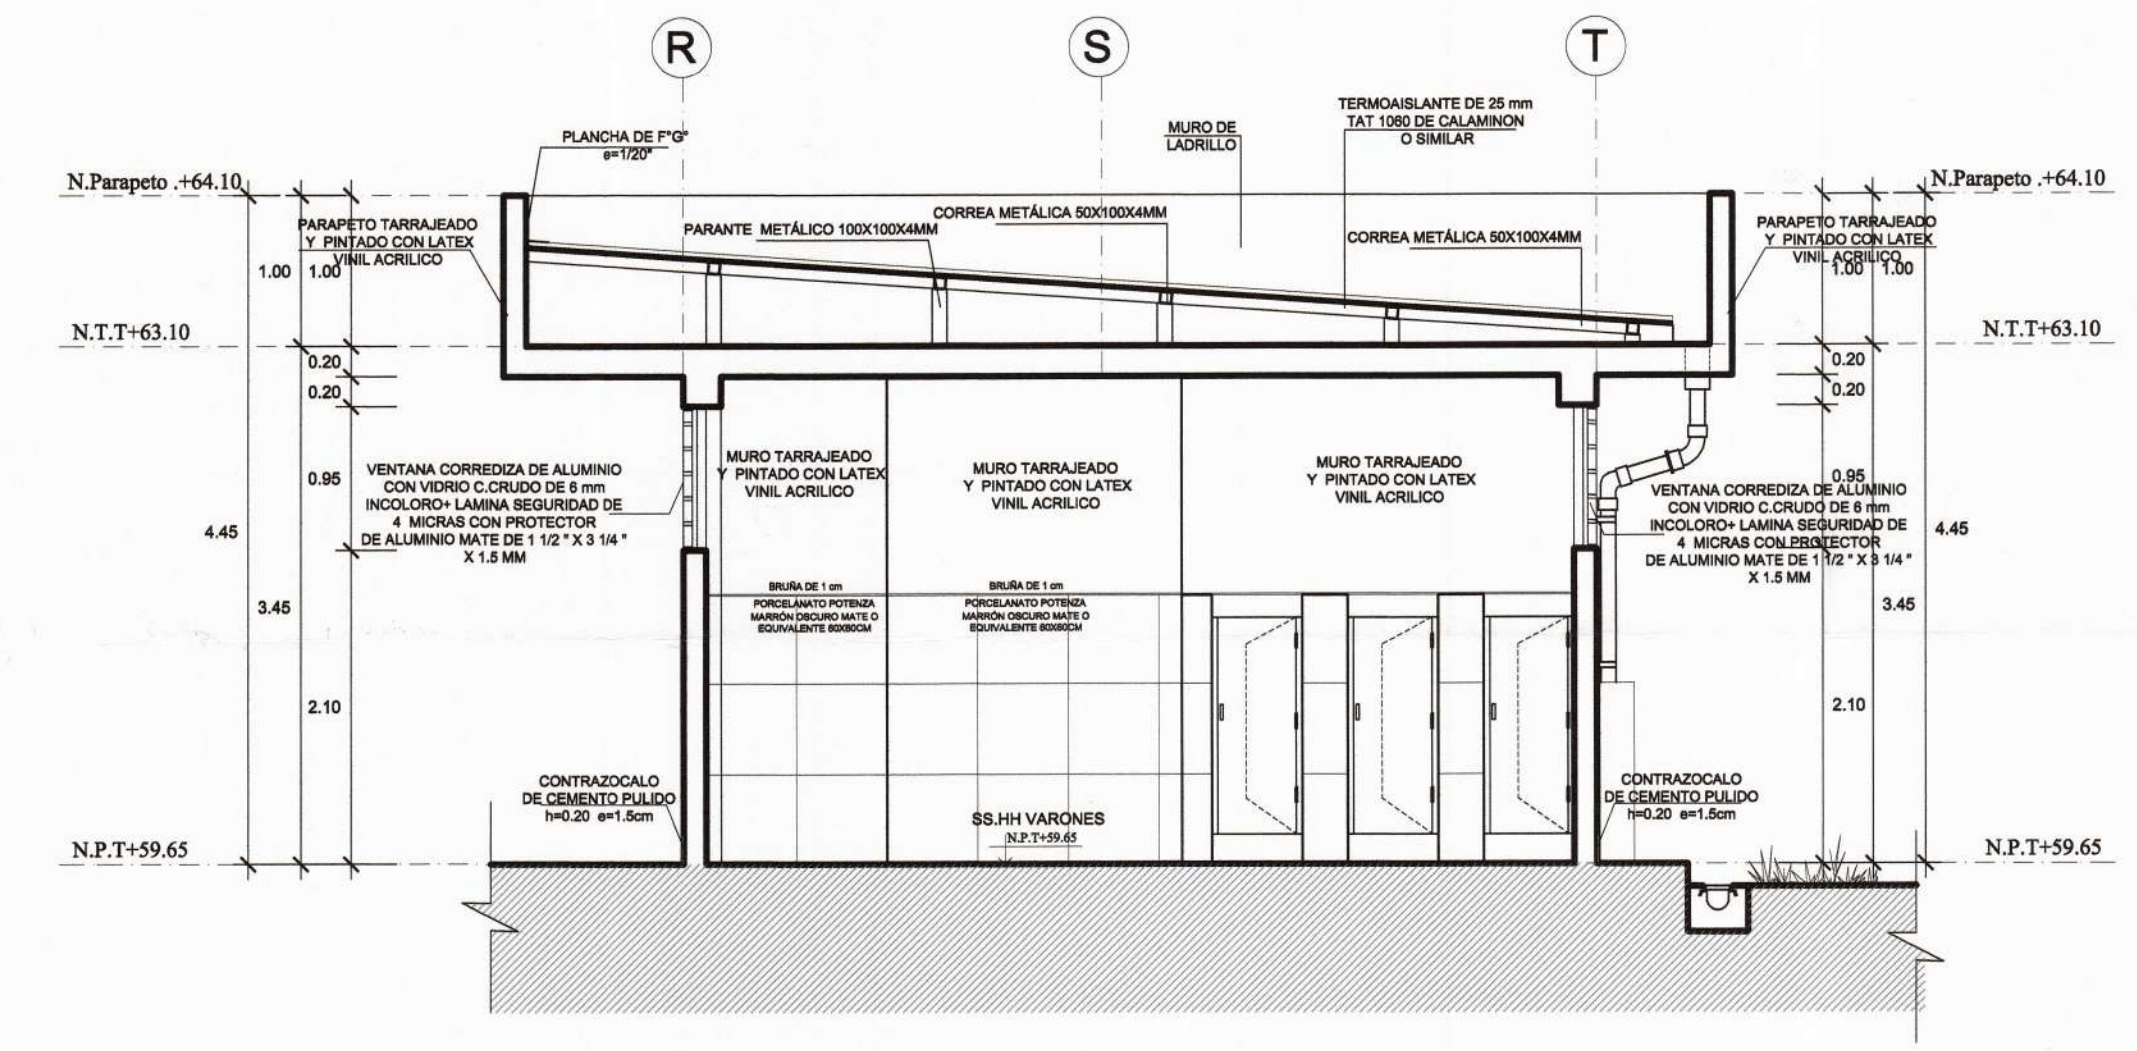 R
S
T
TERMOAISLANTE DE 25 mm
TAT 1060 DE CALAMINON
O SIMILAR
PLANCHA DE F°G°
e=1/20"
MURO DE
LADRILLO
N.Parapeto .+64.10
N.Parapeto .+64.10
PARAPETO TARRAJEADO
Y PINTADO CON LATEX
VINIL ACRILICO
PARANTE METÁLICO 100X100X4MM
CORREA METÁLICA 50X100X4MM
CORREA METÁLICA 50X100X4MM
PARAPETO TARRAJEADO
Y PINTADO CON LATEX
VINIL ACRILICO
1.00
1.00
1.00
1.00
N.T.T+63.10
N.T.T+63.10
0.20
0.20
0.20
0.20
0.95
0.95
VENTANA CORREDIZA DE ALUMINIO
CON VIDRIO C.CRUDO DE 6 mm
INCOLORO+ LAMINA SEGURIDAD DE
4 MICRAS CON PROTECTOR
DE ALUMINIO MATE DE 1 1/2 " X 3 1/4 "
X 1.5 MM
MURO TARRAJEADO
Y PINTADO CON LATEX
VINIL ACRILICO
MURO TARRAJEADO
Y PINTADO CON LATEX
VINIL ACRILICO
MURO TARRAJEADO
Y PINTADO CON LATEX
VINIL ACRILICO
VENTANA CORREDIZA DE ALUMINIO
CON VIDRIO C.CRUDO DE 6 mm
INCOLORO+ LAMINA SEGURIDAD DE
4 MICRAS CON PROTECTOR
DE ALUMINIO MATE DE 1 1/2 " X 3 1/4 "
X 1.5 MM
4.45
4.45
3.45
3.45
BRUÑA DE 1 cm
PORCELANATO POTENZA
MARRÓN OSCURO MATE O
EQUIVALENTE 60X60CM
BRUÑA DE 1 cm
PORCELANATO POTENZA
MARRÓN OSCURO MATE O
EQUIVALENTE 60X60CM
2.10
2.10
CONTRAZOCALO
DE CEMENTO PULIDO
h=0.20 e=1.5cm
SS.HH VARONES
N.P.T+59.65
CONTRAZOCALO
DE CEMENTO PULIDO
h=0.20 e=1.5cm
N.P.T+59.65
N.P.T+59.65